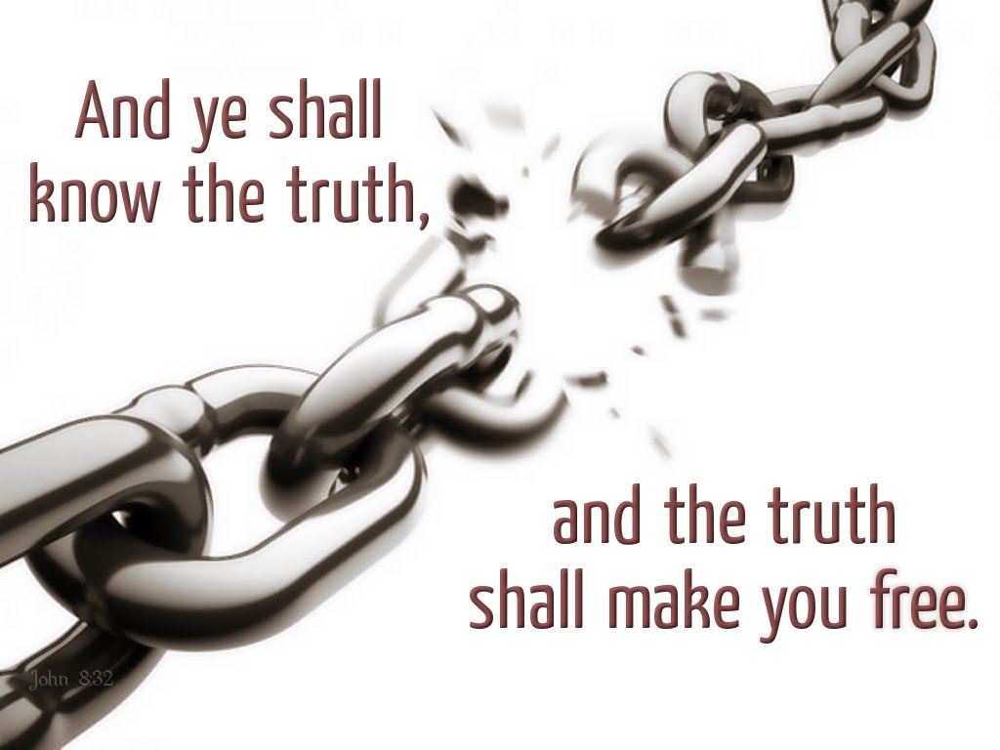 And ye shall
know the truth,
and the truth
shall make you free.
John 8:32